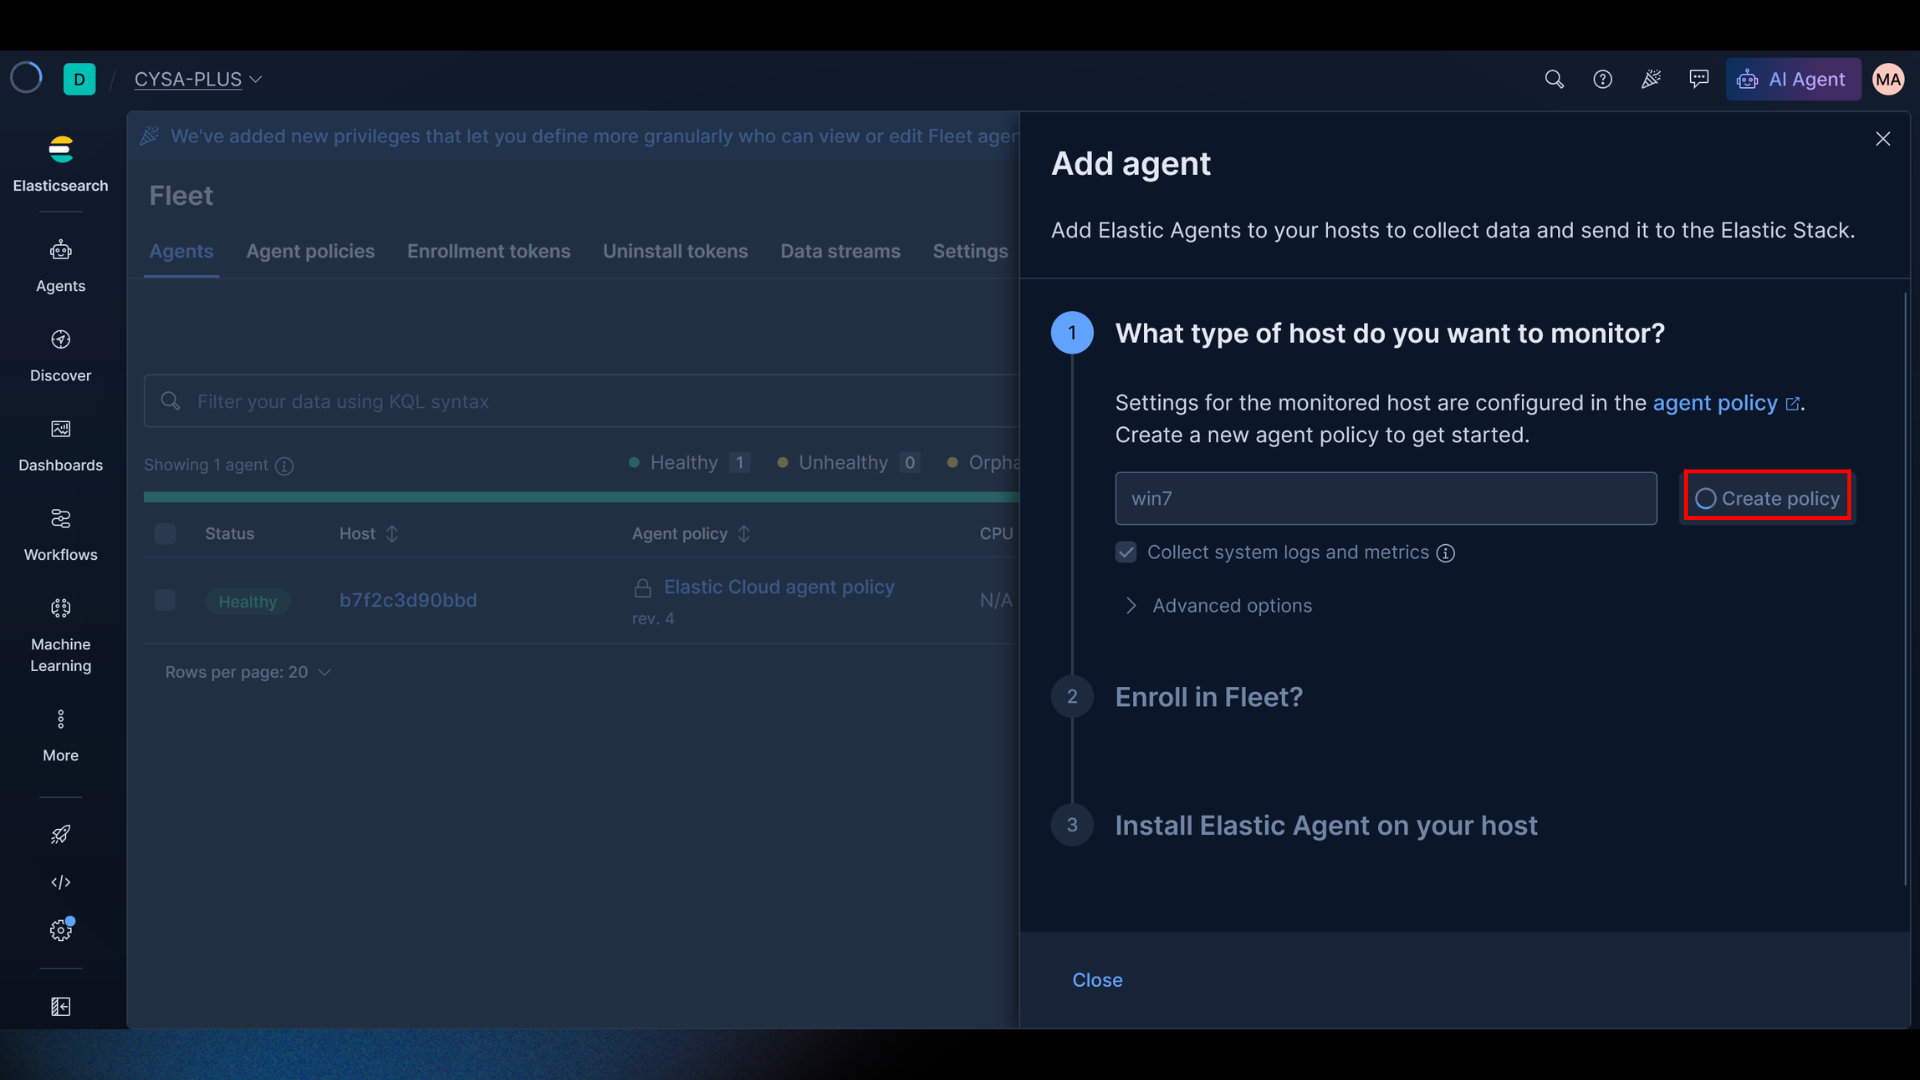 D / CYSA-PLUS
AI Agent
MA
Elasticsearch
Agents
Discover
Dashboards
Workflows
Machine
Learning
More
We've added new privileges that let you define more granularly who can view or edit Fleet agen
Fleet
Agents Agent policies Enrollment tokens Uninstall tokens Data streams Settings
Filter your data using KQL syntax
Showing 1 agent
Healthy 1 Unhealthy 0 Orpha
Status Host Agent policy CPU
Healthy b7f2c3d90bbd Elastic Cloud agent policy N/A
rev. 4
Rows per page: 20
Add agent
Add Elastic Agents to your hosts to collect data and send it to the Elastic Stack.
1 What type of host do you want to monitor?
Settings for the monitored host are configured in the agent policy.
Create a new agent policy to get started.
win7 Create policy
Collect system logs and metrics
Advanced options
2 Enroll in Fleet?
3 Install Elastic Agent on your host
Close